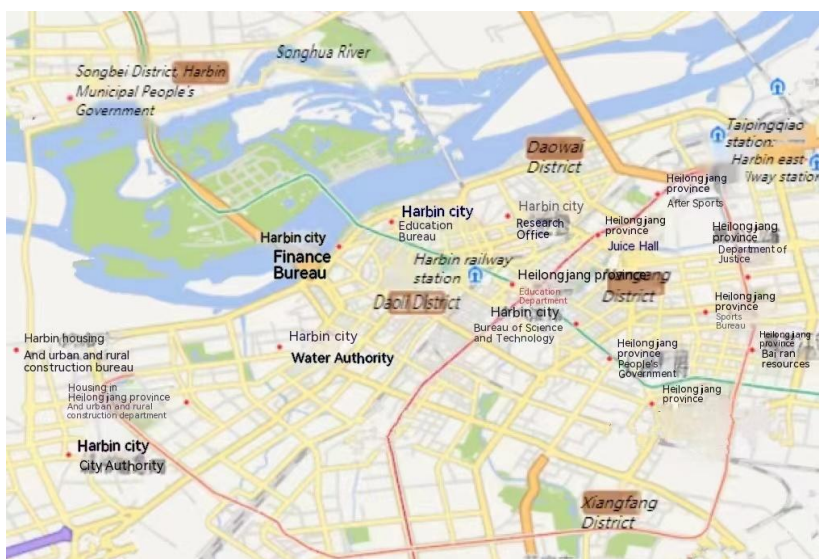 Songhua River
Songbei District, Harbin
Municipal People's
Government
Daowai
District
Taipingqiao
station:
Harbin east
ilway station
Heilongjang
province
After Sports
Harbin city
Education
Bureau
Harbin city
Research
Office
Heilongjang
province
Juice Hall
Heilongjang
province
Department of
Justice
Harbin city
Finance
Bureau
Harbin railway
station
Heilongjang province
Education
Department
District
Daoli District
Harbin city
Bureau of Science
and Technology
Heilongjang
province
Sports
Bureau
Harbin housing
And urban and rural
construction bureau
Harbin city
Water Authority
Heilongjang
province
People's
Government
Heilongjang
province
Bai ran
resources
Housing in
Heilongjang province
And urban and rural
construction department
Heilongjang
province
Harbin city
City Authority
Xiangfang
District